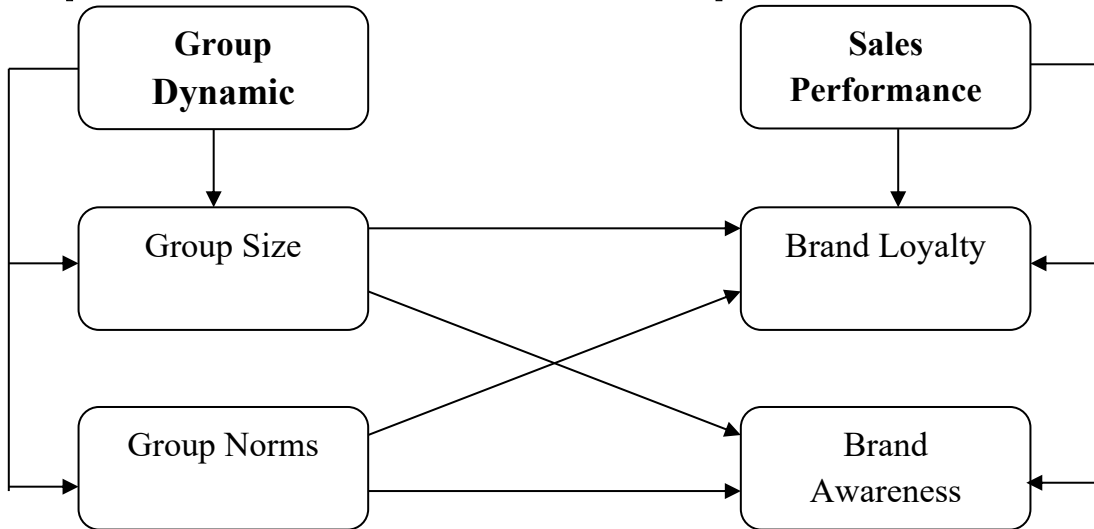 Group
Dynamic
Sales
Performance
Group Size
Brand Loyalty
Group Norms
Brand
Awareness